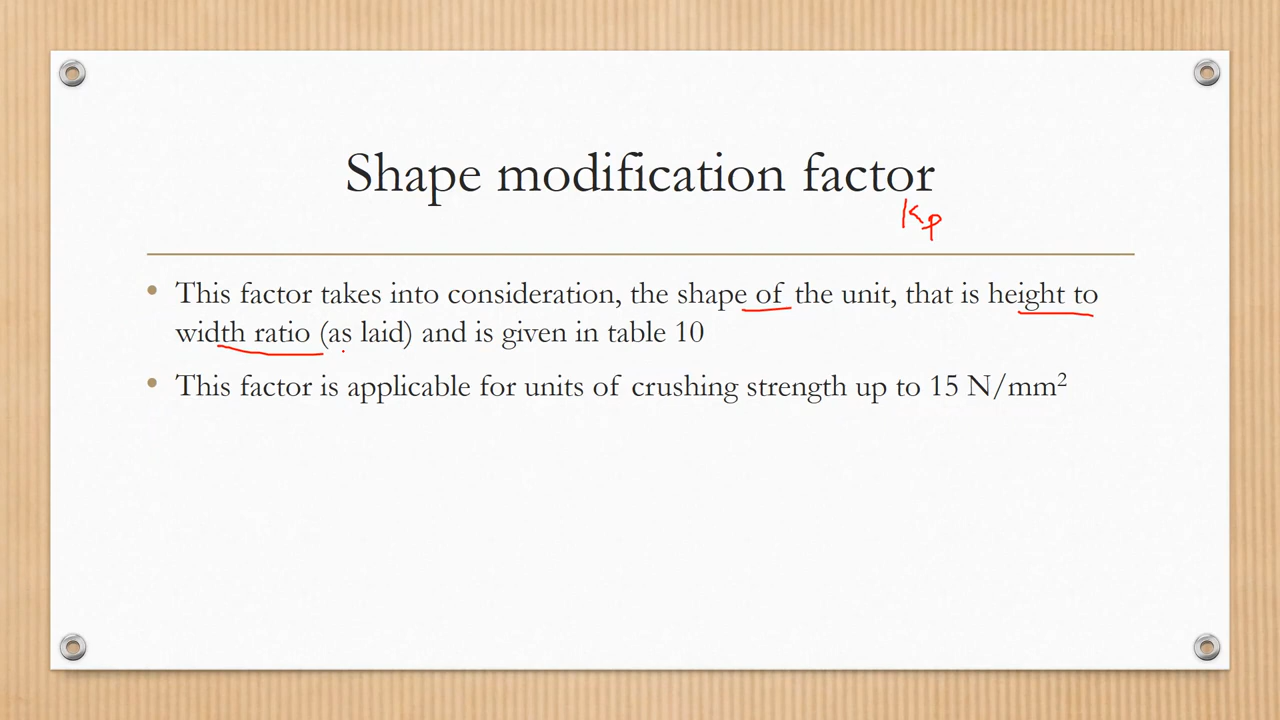 Shape modification factor
Kp
• This factor takes into consideration, the shape of the unit, that is height to
width ratio (as laid) and is given in table 10
• This factor is applicable for units of crushing strength up to 15 N/mm²